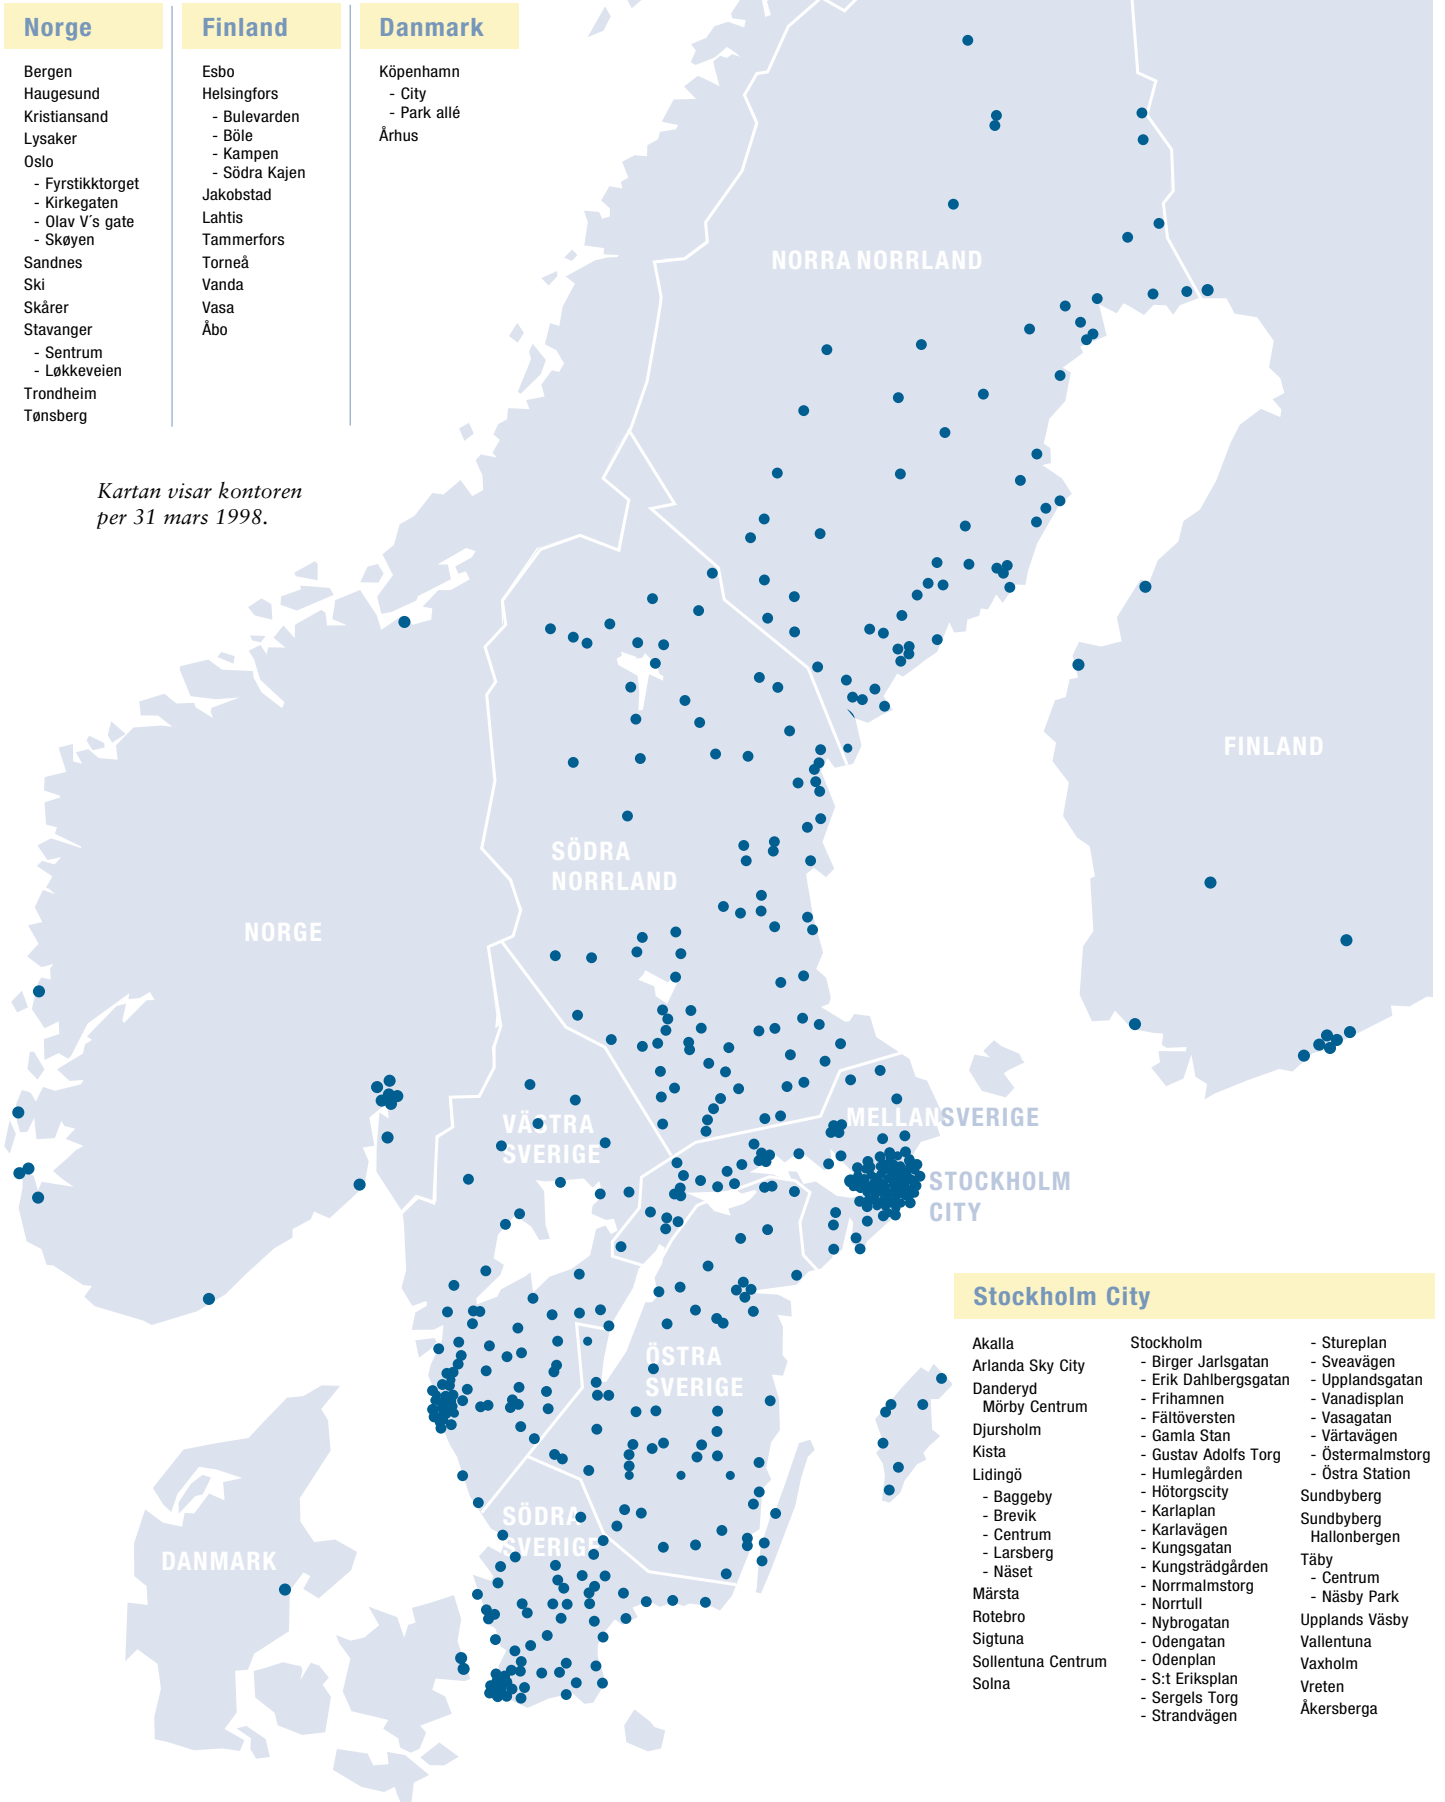 Norge
Bergen
Haugesund
Kristiansand
Lysaker
Oslo
- Fyrstikktorget
- Kirkegaten
- Olav V´s gate
- Skøyen
Sandnes
Ski
Skårer
Stavanger
- Sentrum
- Løkkeveien
Trondheim
Tønsberg
Finland
Esbo
Helsingfors
- Bulevarden
- Böle
- Kampen
- Södra Kajen
Jakobstad
Lahtis
Tammerfors
Torneå
Vanda
Vasa
Åbo
Danmark
Köpenhamn
- City
- Park allé
Århus
Kartan visar kontoren
per 31 mars 1998.
NORRA NORRLAND
FINLAND
SÖDRA
NORRLAND
NORGE
VÄSTRA
SVERIGE
MELLANSVERIGE
STOCKHOLM
CITY
ÖSTRA
SVERIGE
SÖDRA
SVERIGE
DANMARK
Stockholm City
Akalla
Arlanda Sky City
Danderyd
Mörby Centrum
Djursholm
Kista
Lidingö
- Baggeby
- Brevik
- Centrum
- Larsberg
- Näset
Märsta
Rotebro
Sigtuna
Sollentuna Centrum
Solna
Stockholm
- Birger Jarlsgatan
- Erik Dahlbergsgatan
- Frihamnen
- Fältöversten
- Gamla Stan
- Gustav Adolfs Torg
- Humlegården
- Hötorgscity
- Karlaplan
- Karlavägen
- Kungsgatan
- Kungsträdgården
- Norrmalmstorg
- Norrtull
- Nybrogatan
- Odengatan
- Odenplan
- S:t Eriksplan
- Sergels Torg
- Strandvägen
- Stureplan
- Sveavägen
- Upplandsgatan
- Vanadisplan
- Vasagatan
- Värtavägen
- Östermalmstorg
- Östra Station
Sundbyberg
Sundbyberg
Hallonbergen
Täby
- Centrum
- Näsby Park
Upplands Väsby
Vallentuna
Vaxholm
Vreten
Åkersberga